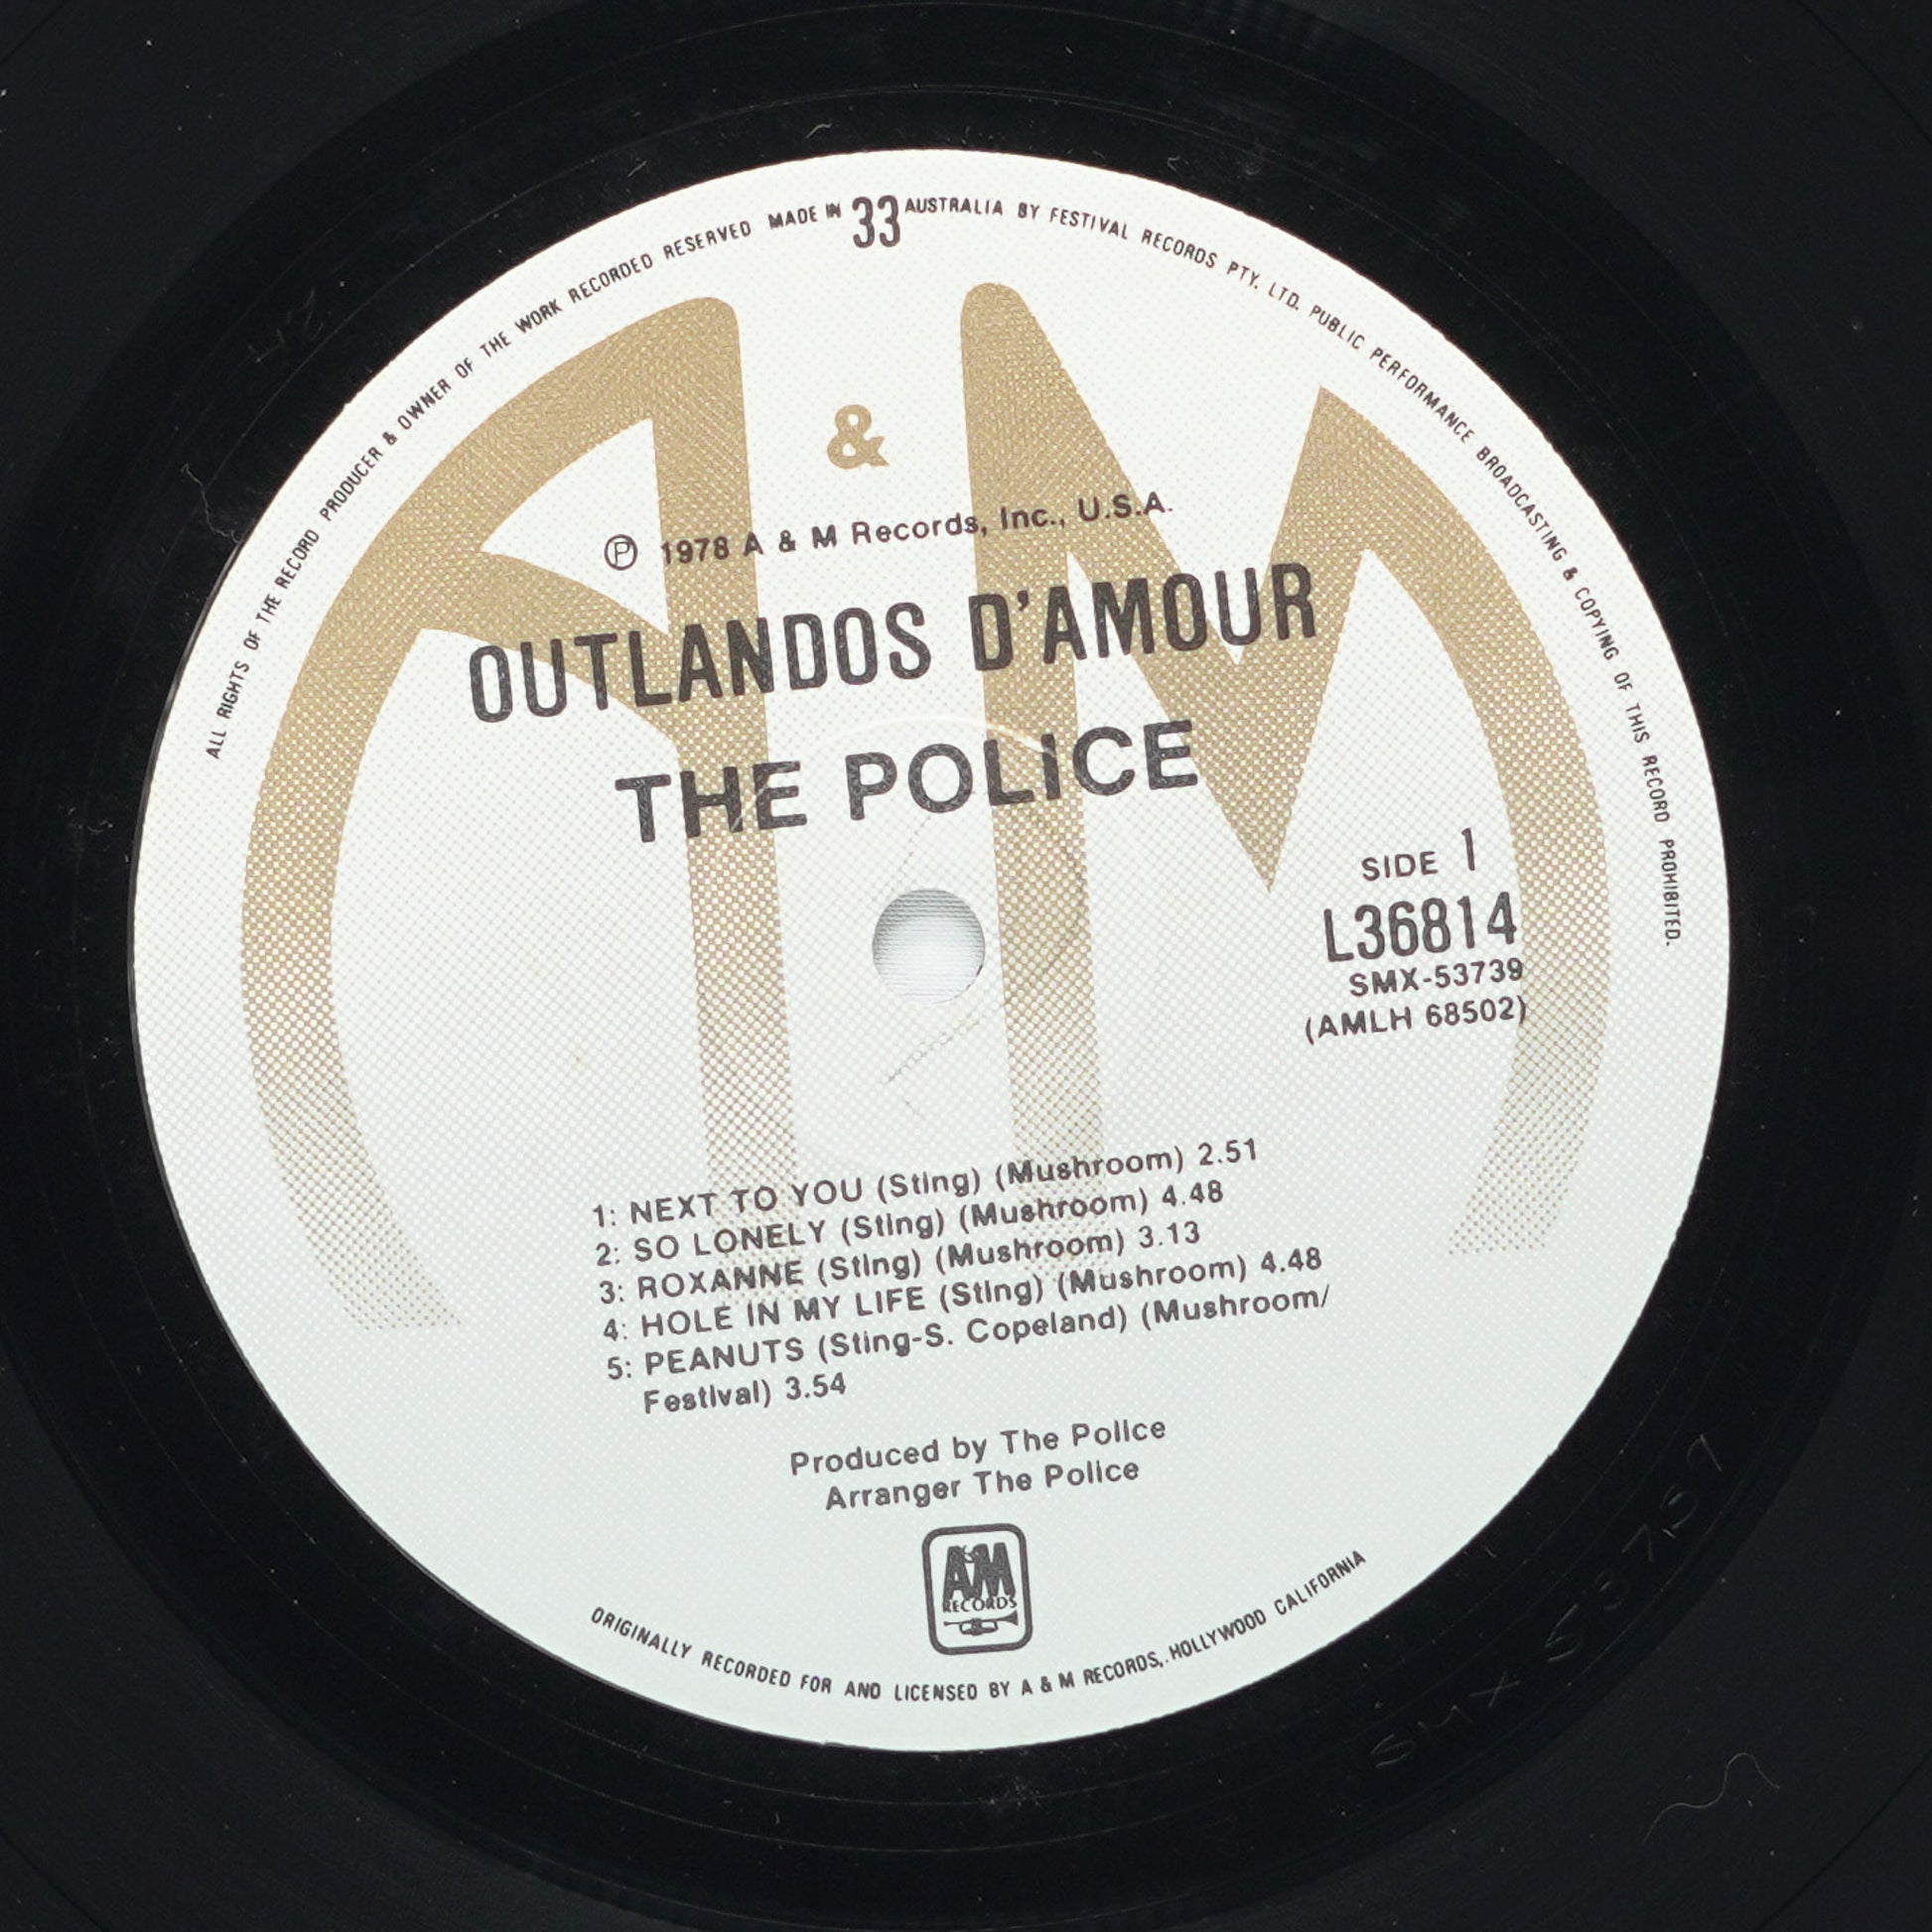 ALL RIGHTS OF THE RECORD PRODUCER & OWNER OF THE WORK RECORDED RESERVED MADE IN AUSTRALIA BY FESTIVAL RECORDS PTY. LTD. PUBLIC PERFORMANCE BROADCASTING & COPYING OF THIS RECORD PROHIBITED.
33
A & M
℗ 1978 A & M Records, Inc., U.S.A.
OUTLANDOS D'AMOUR
THE POLICE
SIDE 1
L36814
SMX-53739
(AMLH 68502)
1: NEXT TO YOU (Sting) (Mushroom) 2.51
2: SO LONELY (Sting) (Mushroom) 4.48
3: ROXANNE (Sting) (Mushroom) 3.13
4: HOLE IN MY LIFE (Sting) (Mushroom) 4.48
5: PEANUTS (Sting-S. Copeland) (Mushroom/
Festival) 3.54
Produced by The Police
Arranger The Police
A&M
RECORDS
ORIGINALLY RECORDED FOR AND LICENSED BY A & M RECORDS, HOLLYWOOD CALIFORNIA
SMX 53739